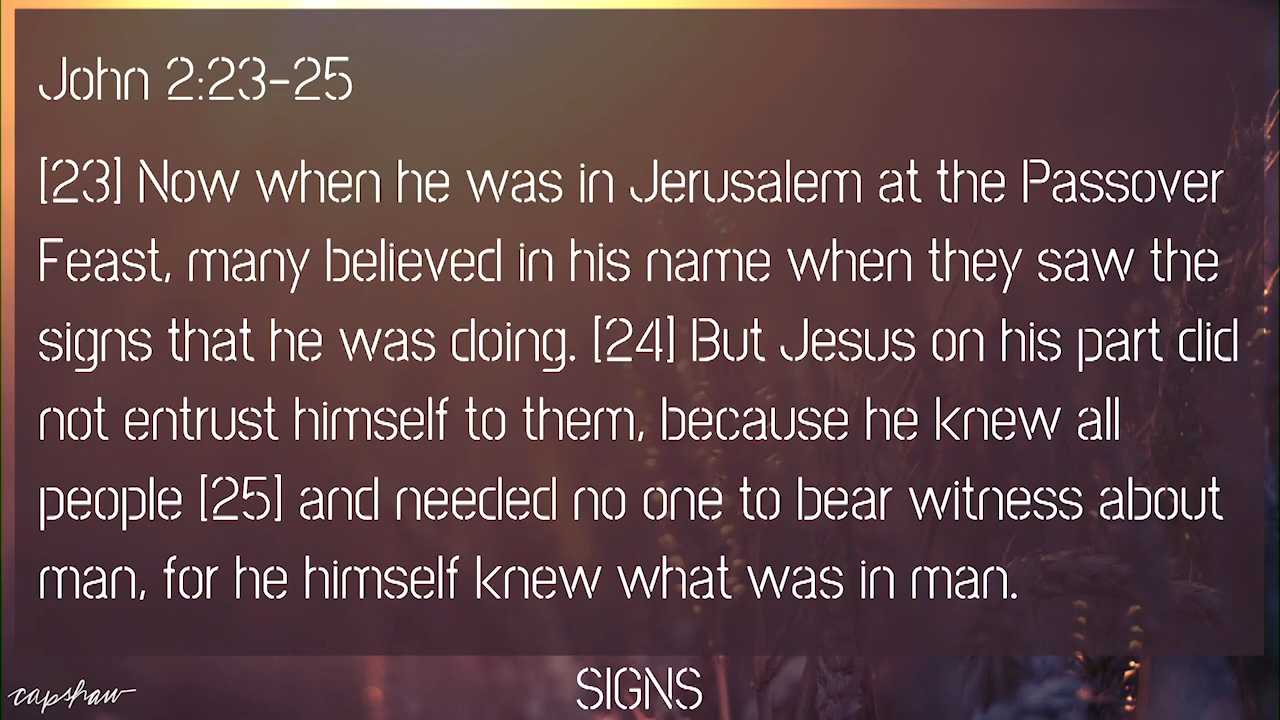 John 2:23-25
[23] Now when he was in Jerusalem at the Passover
Feast, many believed in his name when they saw the
signs that he was doing. [24] But Jesus on his part did
not entrust himself to them, because he knew all
people [25] and needed no one to bear witness about
man, for he himself knew what was in man.
SIGNS
capshaw